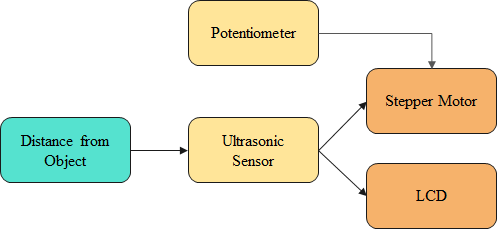 Potentiometer
Stepper Motor
Distance from
Object
Ultrasonic
Sensor
LCD